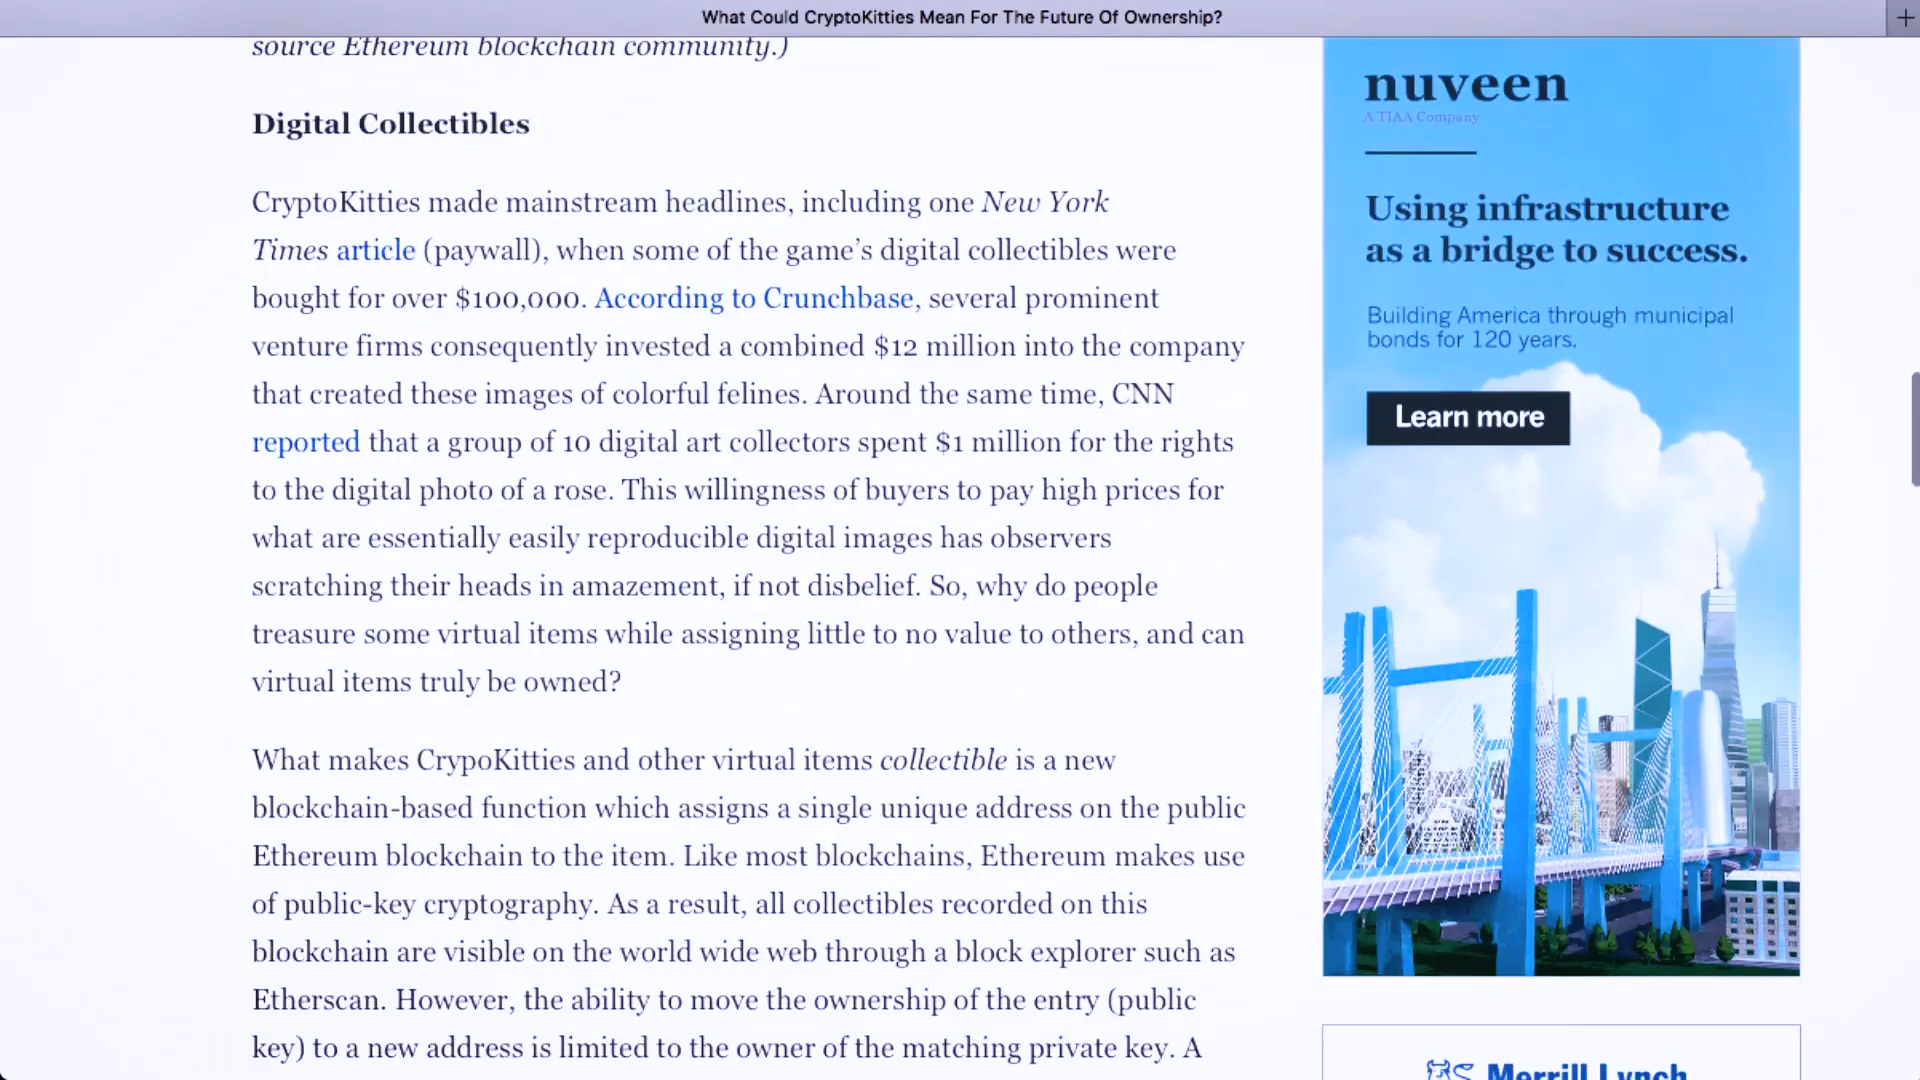 What Could CryptoKitties Mean For The Future Of Ownership?
source Ethereum blockchain community.)
Digital Collectibles
CryptoKitties made mainstream headlines, including one New York
Times article (paywall), when some of the game’s digital collectibles were
bought for over $100,000. According to Crunchbase, several prominent
venture firms consequently invested a combined $12 million into the company
that created these images of colorful felines. Around the same time, CNN
reported that a group of 10 digital art collectors spent $1 million for the rights
to the digital photo of a rose. This willingness of buyers to pay high prices for
what are essentially easily reproducible digital images has observers
scratching their heads in amazement, if not disbelief. So, why do people
treasure some virtual items while assigning little to no value to others, and can
virtual items truly be owned?
What makes CrypoKitties and other virtual items collectible is a new
blockchain-based function which assigns a single unique address on the public
Ethereum blockchain to the item. Like most blockchains, Ethereum makes use
of public-key cryptography. As a result, all collectibles recorded on this
blockchain are visible on the world wide web through a block explorer such as
Etherscan. However, the ability to move the ownership of the entry (public
key) to a new address is limited to the owner of the matching private key. A
nuveen
A TIAA Company
Using infrastructure
as a bridge to success.
Building America through municipal
bonds for 120 years.
Learn more
Merrill Lynch